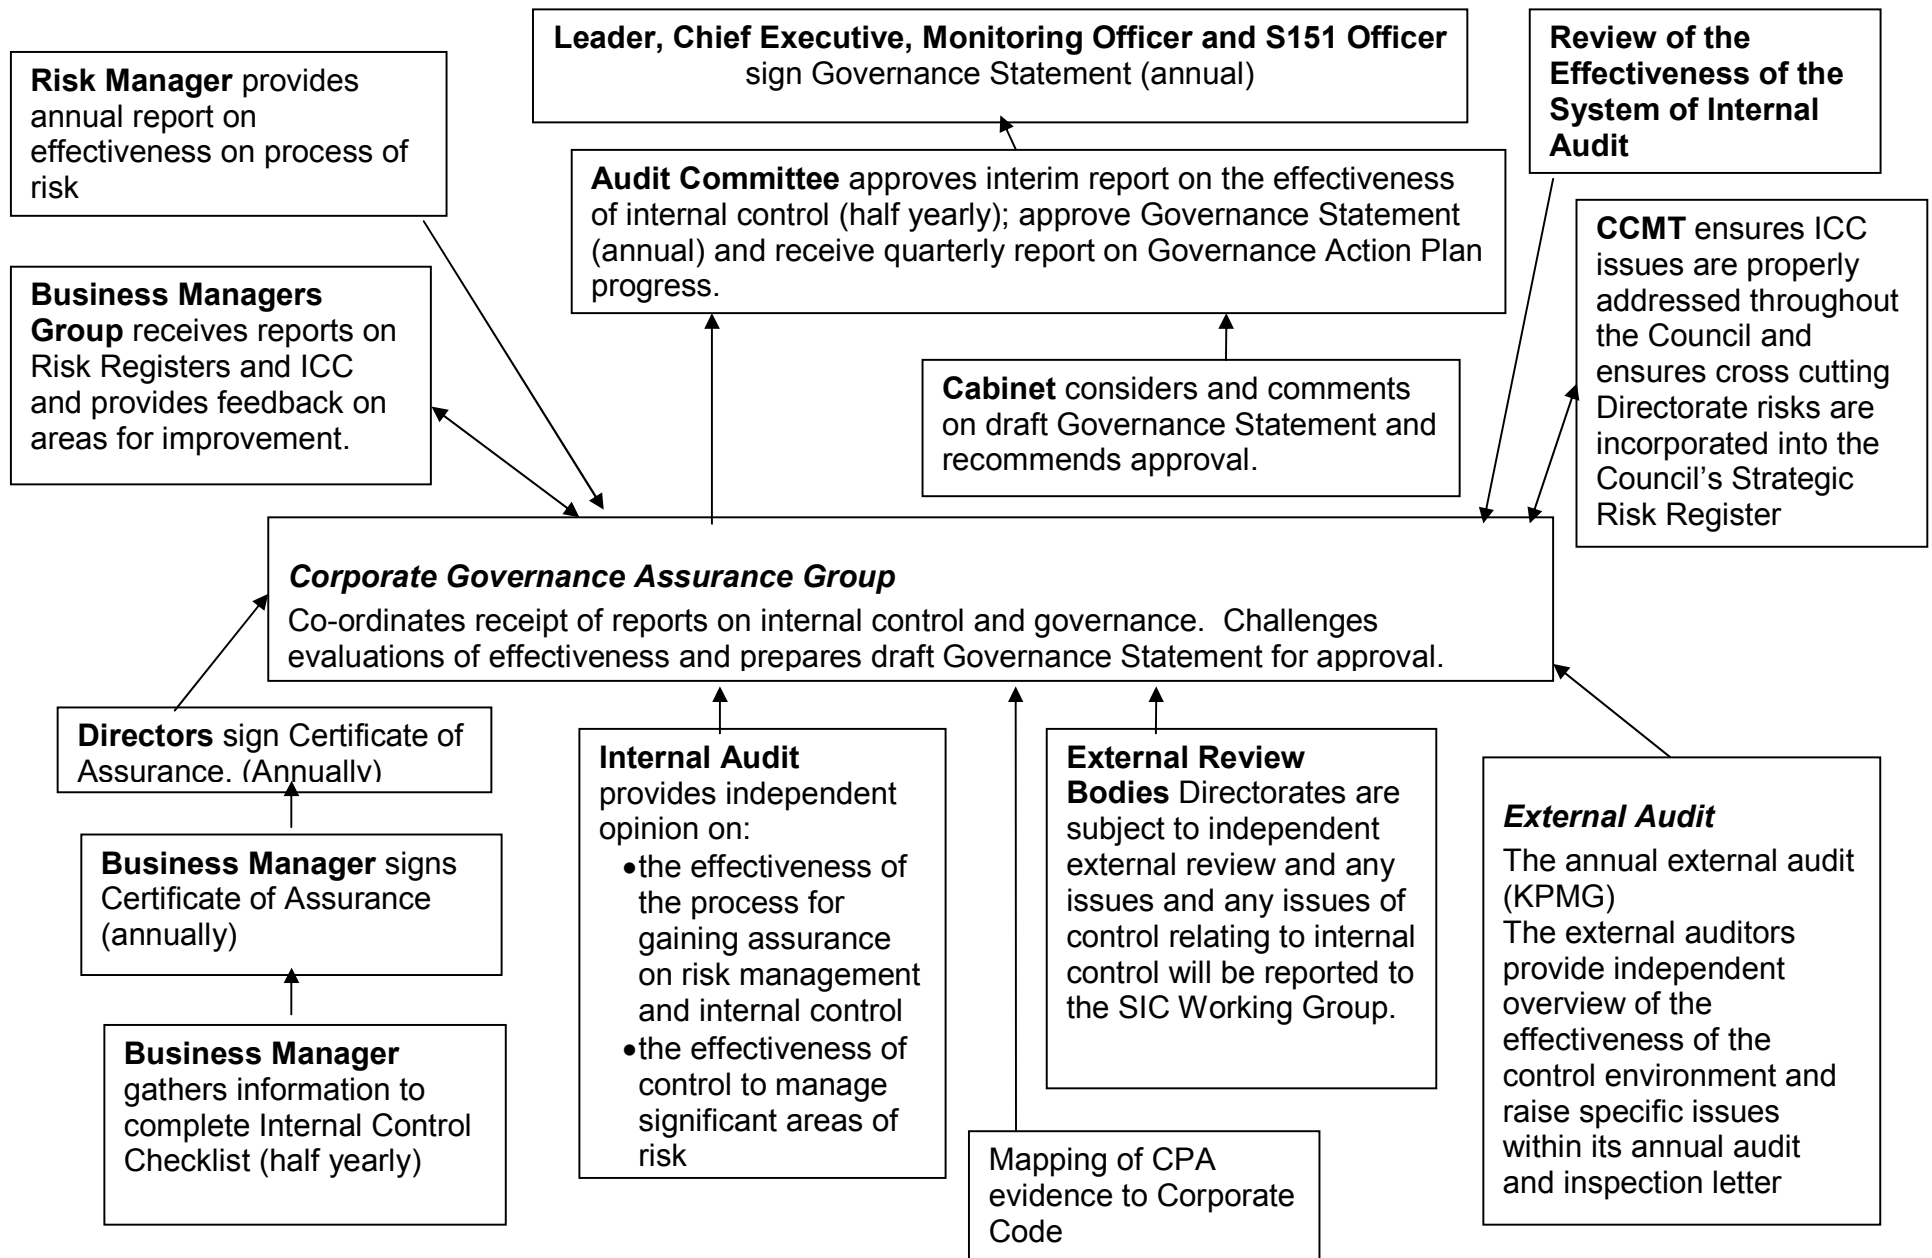 Leader, Chief Executive, Monitoring Officer and S151 Officer
sign Governance Statement (annual)
Review of the
Effectiveness of the
System of Internal
Audit
Risk Manager provides
annual report on
effectiveness on process of
risk
Audit Committee approves interim report on the effectiveness
of internal control (half yearly); approve Governance Statement
(annual) and receive quarterly report on Governance Action Plan
progress.
CCMT ensures ICC
issues are properly
addressed throughout
the Council and
ensures cross cutting
Directorate risks are
incorporated into the
Council’s Strategic
Risk Register
Business Managers
Group receives reports on
Risk Registers and ICC
and provides feedback on
areas for improvement.
Cabinet considers and comments
on draft Governance Statement and
recommends approval.
Corporate Governance Assurance Group
Co-ordinates receipt of reports on internal control and governance.  Challenges
evaluations of effectiveness and prepares draft Governance Statement for approval.
Directors sign Certificate of
Assurance. (Annually)
Business Manager signs
Certificate of Assurance
(annually)
Business Manager
gathers information to
complete Internal Control
Checklist (half yearly)
Internal Audit
provides independent
opinion on:
•the effectiveness of
the process for
gaining assurance
on risk management
and internal control
•the effectiveness of
control to manage
significant areas of
risk
External Review
Bodies Directorates are
subject to independent
external review and any
issues and any issues of
control relating to internal
control will be reported to
the SIC Working Group.
Mapping of CPA
evidence to Corporate
Code
External Audit
The annual external audit
(KPMG)
The external auditors
provide independent
overview of the
effectiveness of the
control environment and
raise specific issues
within its annual audit
and inspection letter